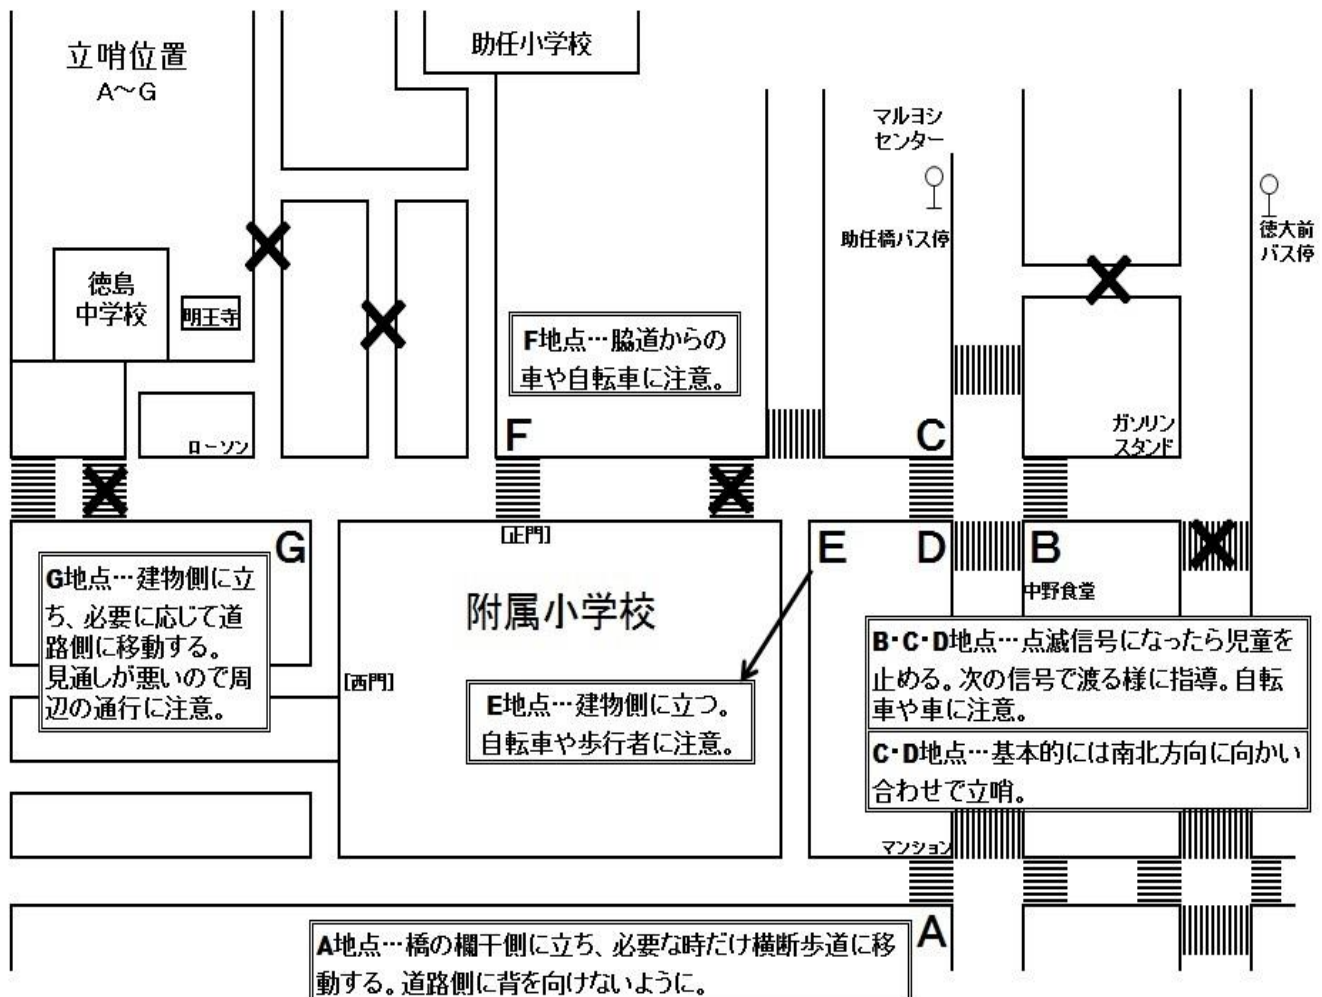 立哨位置
A～G
助任小学校
マルヨシ
センター
助任橋バス停
徳大前
バス停
徳島
中学校
明王寺
F地点…脇道からの
車や自転車に注意。
ローソン
F
C
ガソリン
スタンド
G
[正門]
E
D
B
中野食堂
附属小学校
G地点…建物側に立
ち、必要に応じて道
路側に移動する。
見通しが悪いので周
辺の通行に注意。
[西門]
E地点…建物側に立つ。
自転車や歩行者に注意。
B・C・D地点…点滅信号になったら児童を
止める。次の信号で渡る様に指導。自転
車や車に注意。
C・D地点…基本的には南北方向に向かい
合わせで立哨。
マンション
A
A地点…橋の欄干側に立ち、必要な時だけ横断歩道に移
動する。道路側に背を向けないように。